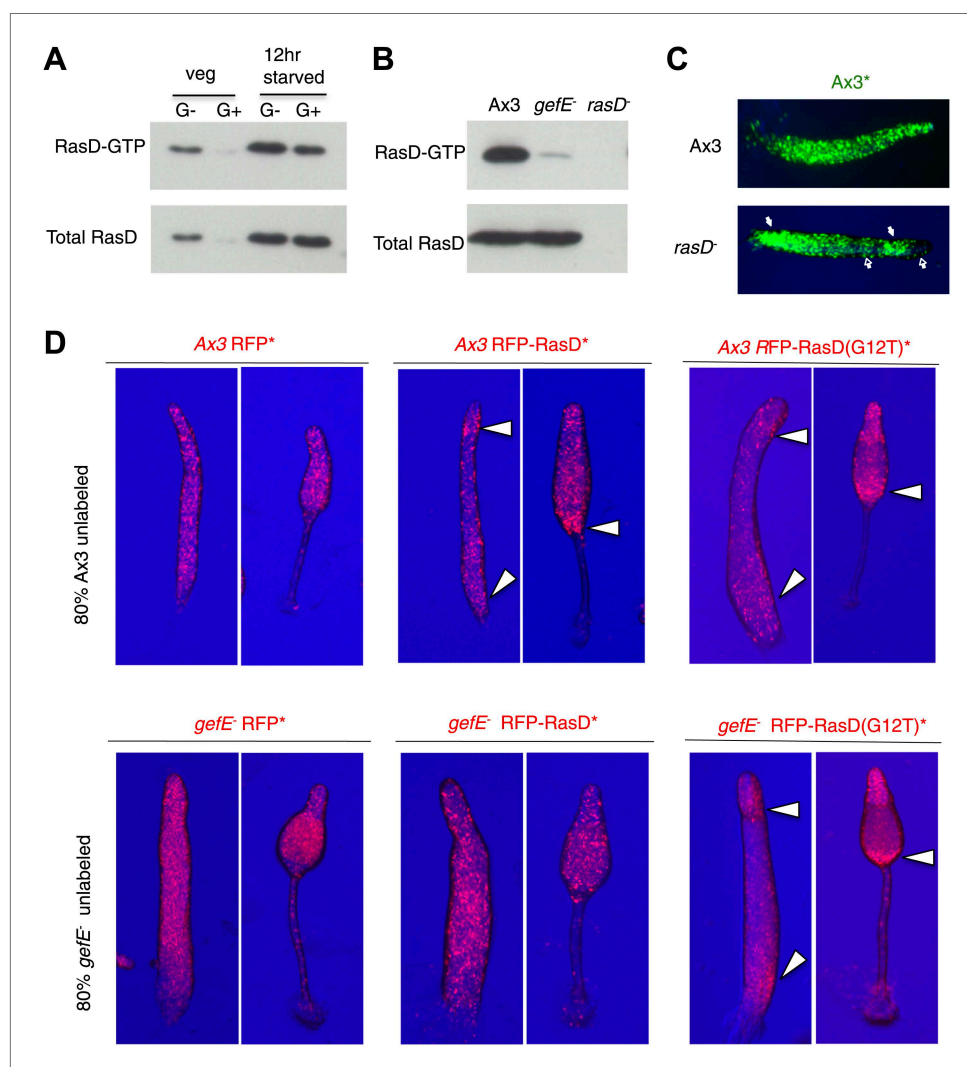 A
veg
12hr
starved
G- G+ G- G+
RasD-GTP
Total RasD
B
Ax3 gefE- rasD-
RasD-GTP
Total RasD
C
Ax3*
Ax3
rasD-
D
Ax3 RFP*
Ax3 RFP-RasD*
Ax3 RFP-RasD(G12T)*
80% Ax3 unlabeled
gefE- RFP*
gefE- RFP-RasD*
gefE- RFP-RasD(G12T)*
80% gefE- unlabeled